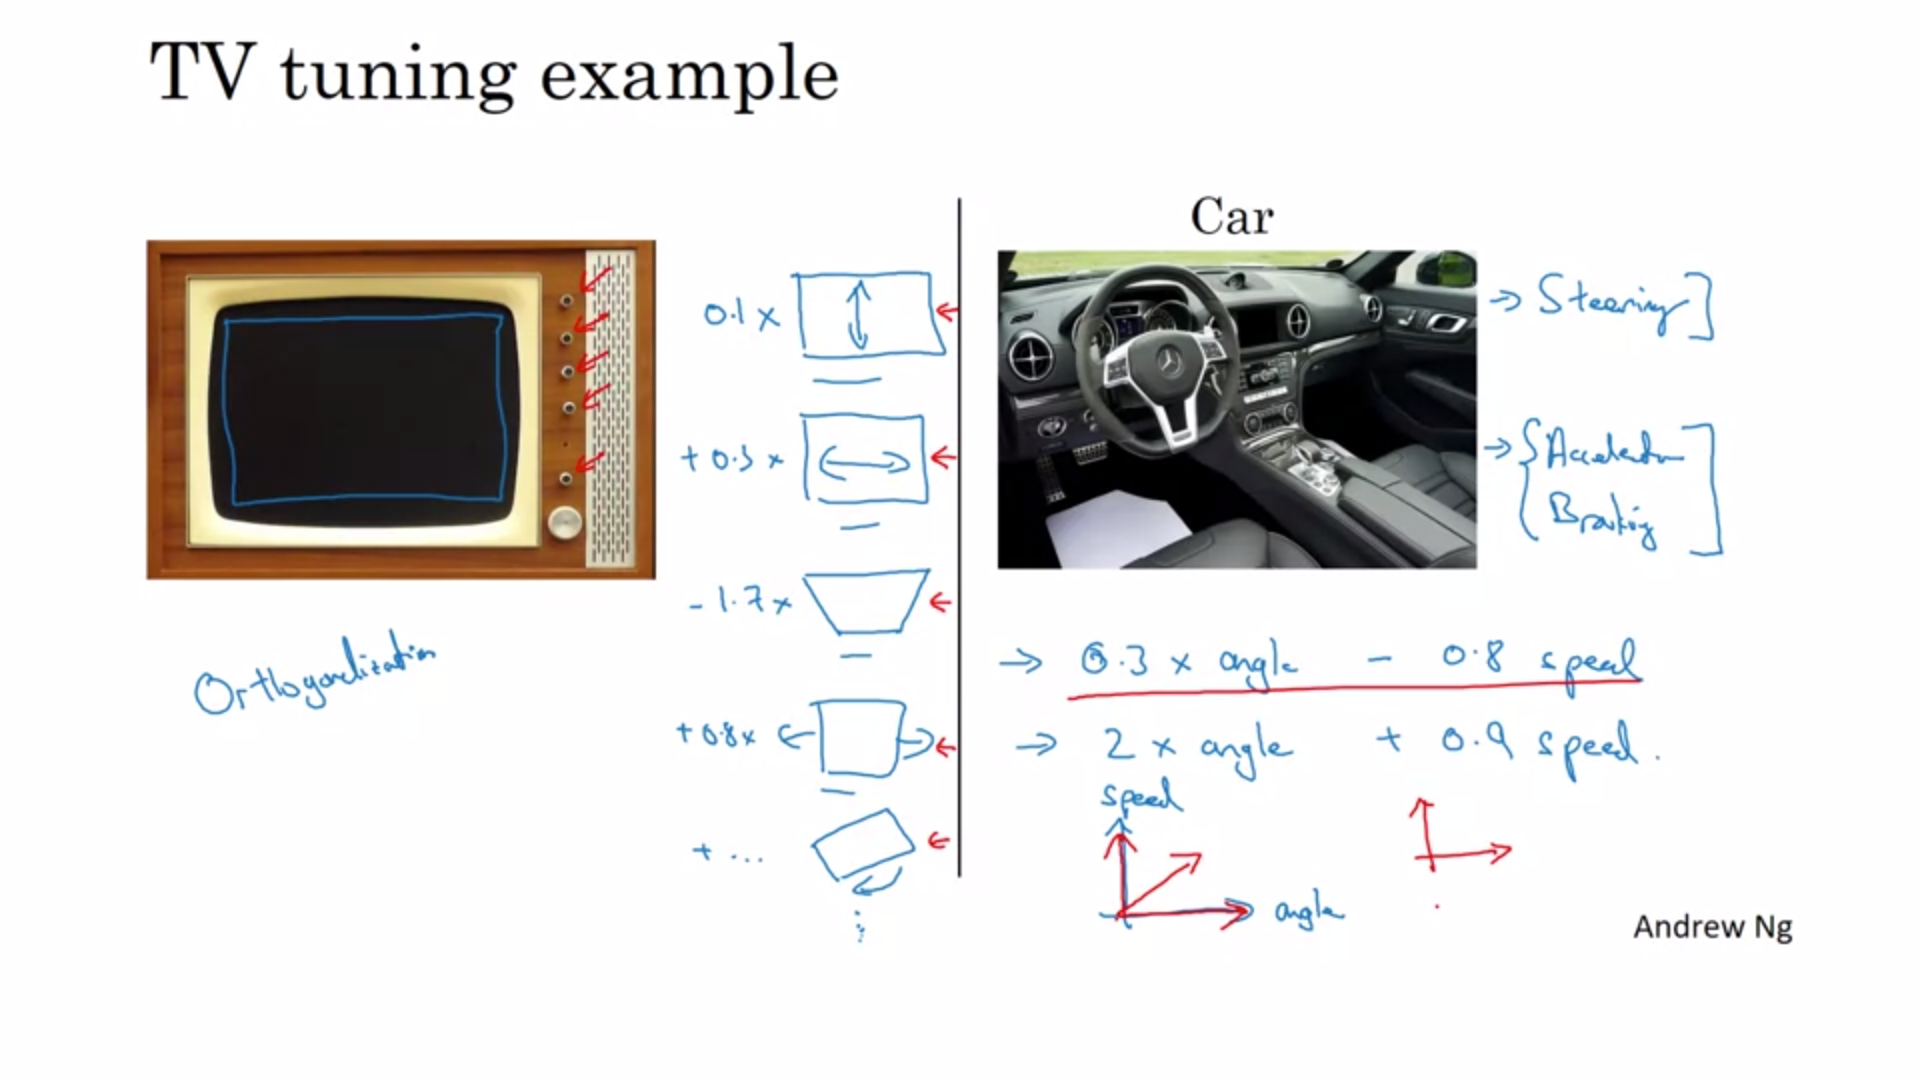 TV tuning example
0.1 x
+ 0.3 x
- 1.7 x
+ 0.8 x
+ ...
Orthogonalization
Car
→ Steering ]
→ { Acceleration
Braking ]
→ 0.3 x angle - 0.8 speed
→ 2 x angle + 0.9 speed.
speed
angle
Andrew Ng